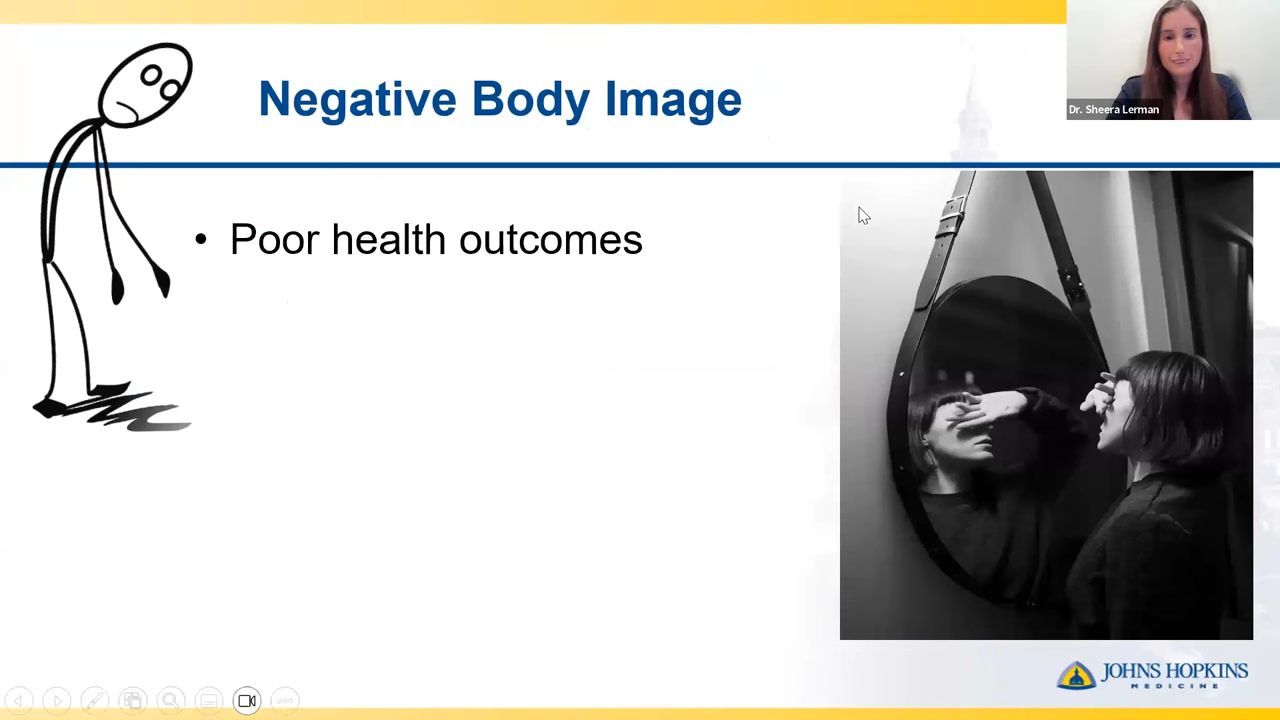 Negative Body Image
Dr. Sheera Lerman
• Poor health outcomes
JOHNS HOPKINS
MEDICINE